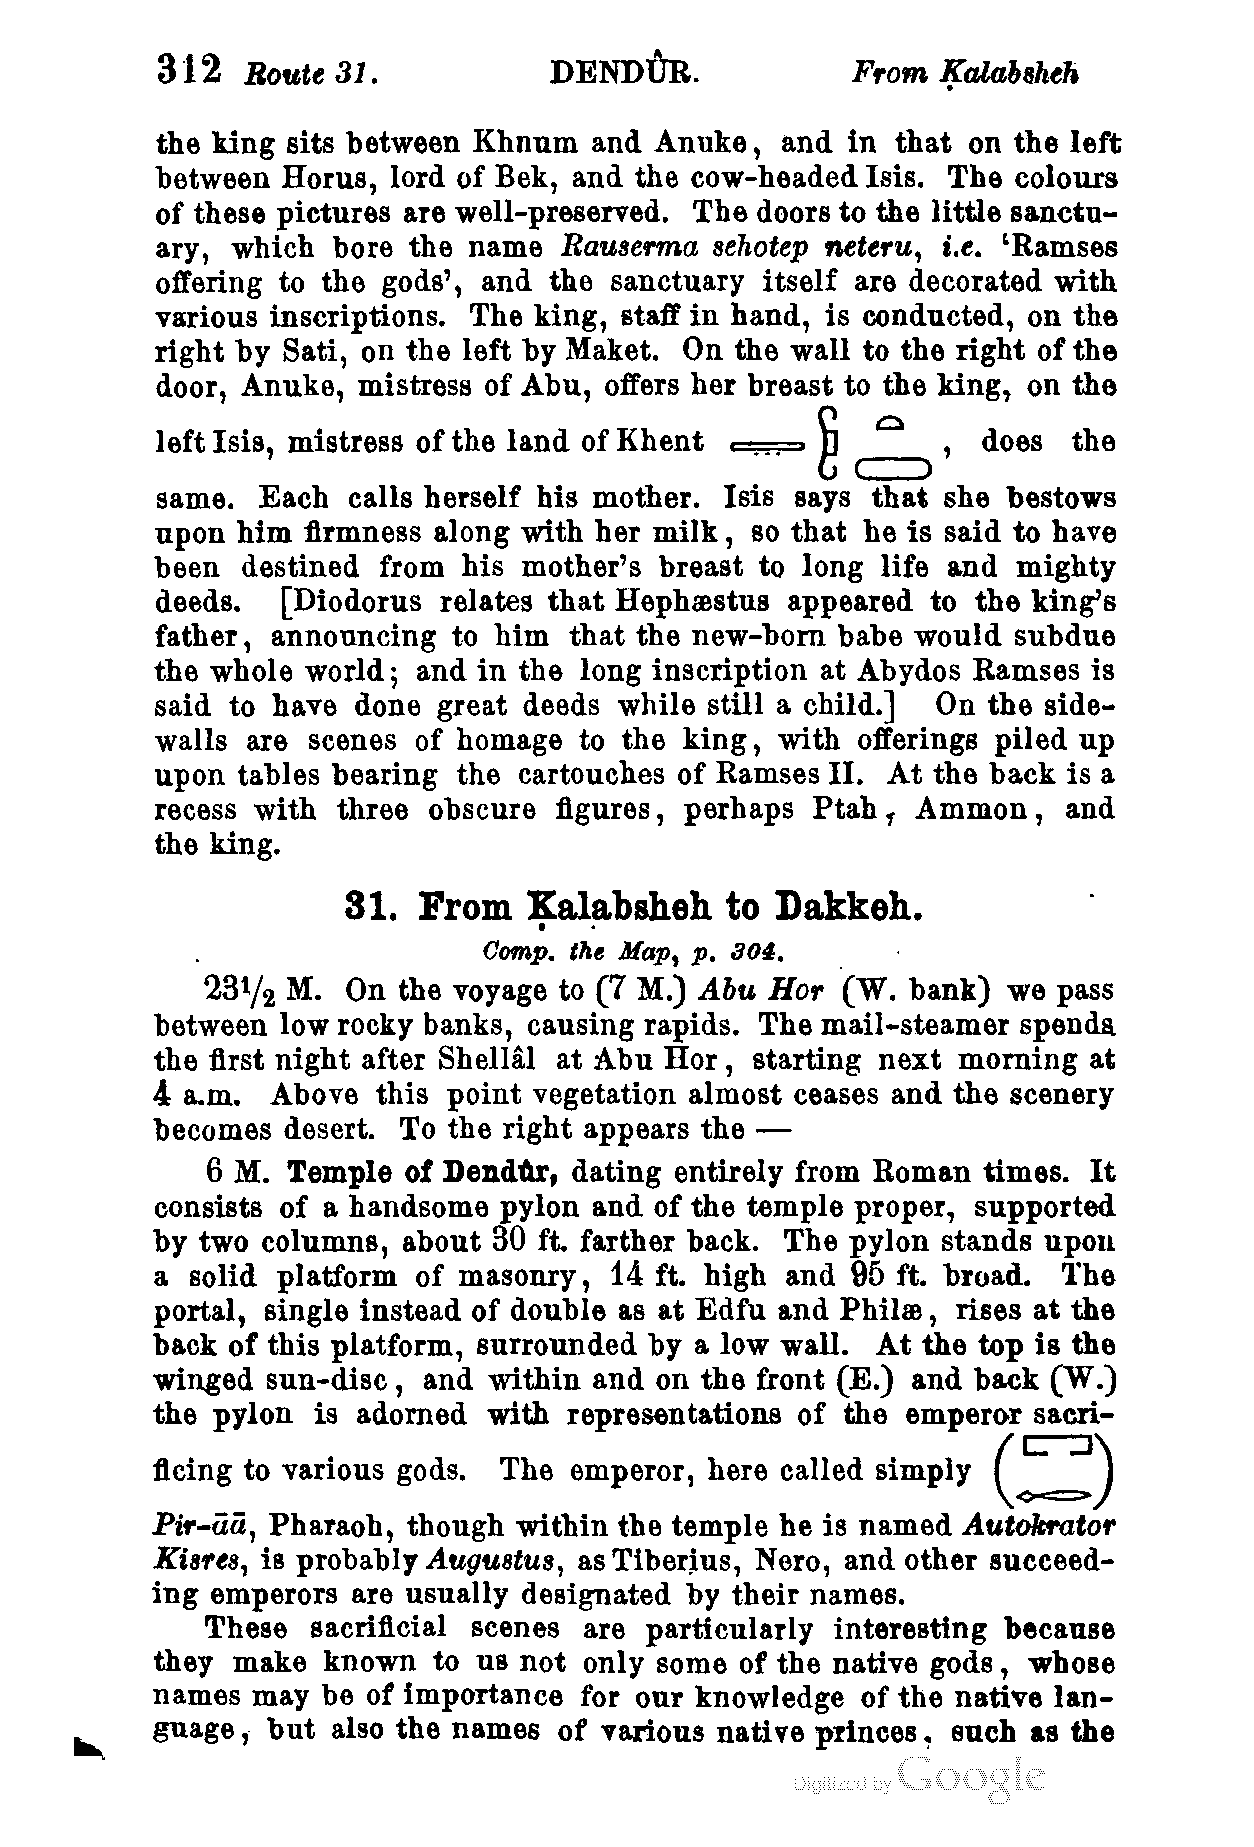 312 Route 31. DENDÛR. From Ḳalabsheh
the king sits between Khnum and Anuke, and in that on the left
between Horus, lord of Bek, and the cow-headed Isis. The colours
of these pictures are well-preserved. The doors to the little sanctu-
ary, which bore the name Rauserma sehotep neteru, i.e. ‘Ramses
offering to the gods’, and the sanctuary itself are decorated with
various inscriptions. The king, staff in hand, is conducted, on the
right by Sati, on the left by Maket. On the wall to the right of the
door, Anuke, mistress of Abu, offers her breast to the king, on the
left Isis, mistress of the land of Khent , does the
same. Each calls herself his mother. Isis says that she bestows
upon him firmness along with her milk, so that he is said to have
been destined from his mother’s breast to long life and mighty
deeds. [Diodorus relates that Hephæstus appeared to the king’s
father, announcing to him that the new-born babe would subdue
the whole world; and in the long inscription at Abydos Ramses is
said to have done great deeds while still a child.] On the side-
walls are scenes of homage to the king, with offerings piled up
upon tables bearing the cartouches of Ramses II. At the back is a
recess with three obscure figures, perhaps Ptah, Ammon, and
the king.
31. From Ḳalabsheh to Dakkeh.
Comp. the Map, p. 304.
23½ M. On the voyage to (7 M.) Abu Hor (W. bank) we pass
between low rocky banks, causing rapids. The mail-steamer spends
the first night after Shellâl at Abu Hor, starting next morning at
4 a.m. Above this point vegetation almost ceases and the scenery
becomes desert. To the right appears the —
6 M. Temple of Dendûr, dating entirely from Roman times. It
consists of a handsome pylon and of the temple proper, supported
by two columns, about 30 ft. farther back. The pylon stands upon
a solid platform of masonry, 14 ft. high and 95 ft. broad. The
portal, single instead of double as at Edfu and Philæ, rises at the
back of this platform, surrounded by a low wall. At the top is the
winged sun-disc, and within and on the front (E.) and back (W.)
the pylon is adorned with representations of the emperor sacri-
ficing to various gods. The emperor, here called simply
Pir-āā, Pharaoh, though within the temple he is named Autokrator
Kisres, is probably Augustus, as Tiberius, Nero, and other succeed-
ing emperors are usually designated by their names.
These sacrificial scenes are particularly interesting because
they make known to us not only some of the native gods, whose
names may be of importance for our knowledge of the native lan-
guage, but also the names of various native princes, such as the
Digitized by Google